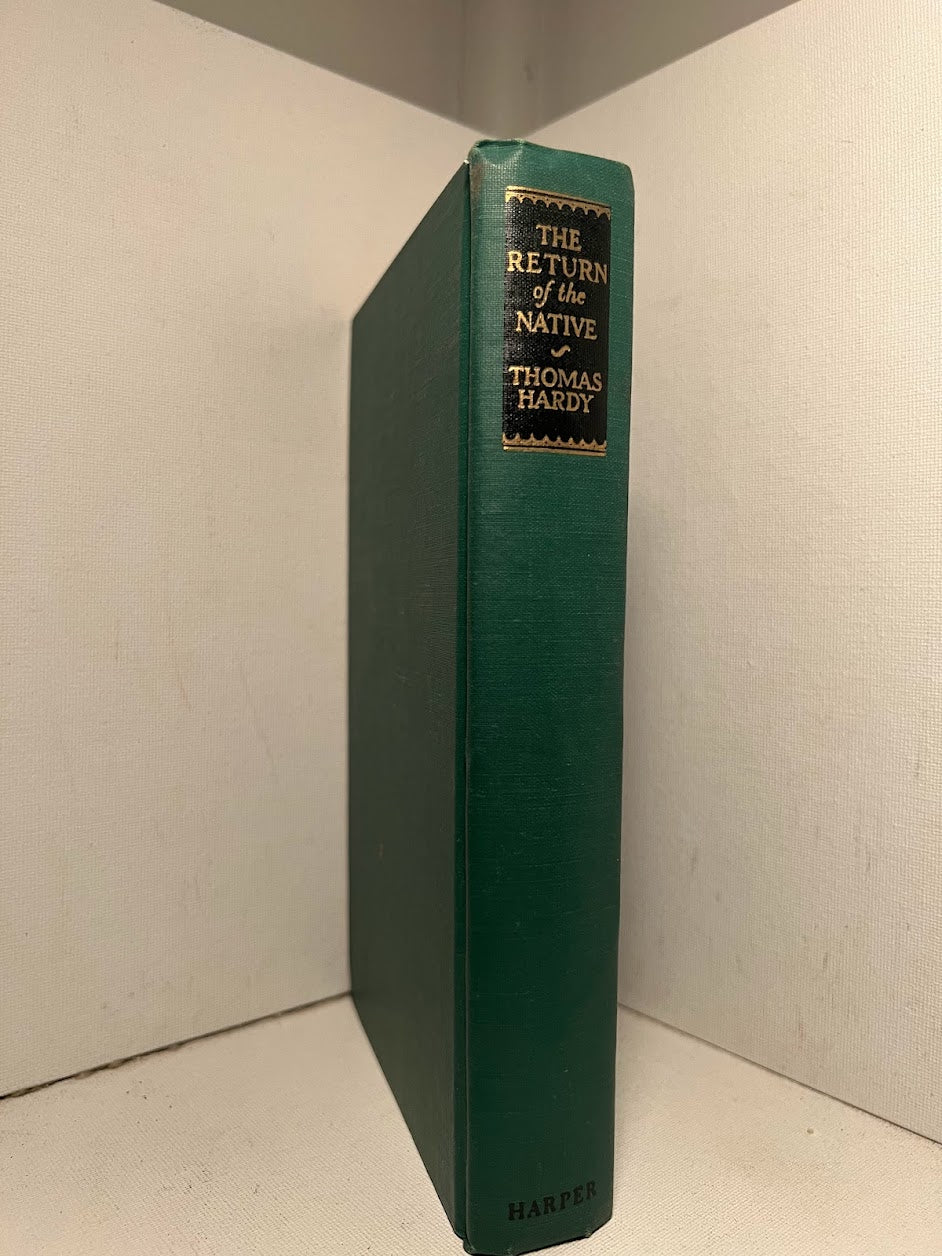 THE
RETURN
of the
NATIVE
THOMAS
HARDY
HARPER